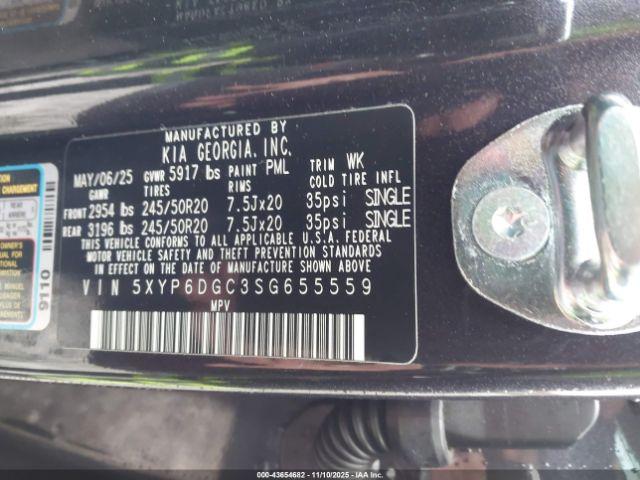 MANUFACTURED BY
KIA GEORGIA, INC.
MAY/06/25 GVWR 5917 lbs PAINT PML TRIM WK
GAWR TIRES RIMS COLD TIRE INFL
FRONT 2954 lbs 245/50R20 7.5Jx20 35psi SINGLE
REAR 3196 lbs 245/50R20 7.5Jx20 35psi SINGLE
THIS VEHICLE CONFORMS TO ALL APPLICABLE U.S.A. FEDERAL
MOTOR VEHICLE SAFETY AND THEFT PREVENTION STANDARDS
IN EFFECT ON THE DATE OF MANUFACTURE SHOWN ABOVE.
VIN 5XYP6DGC3SG655559
MPV
9110
000-43654682 - 11/10/2025 - IAAI.COM